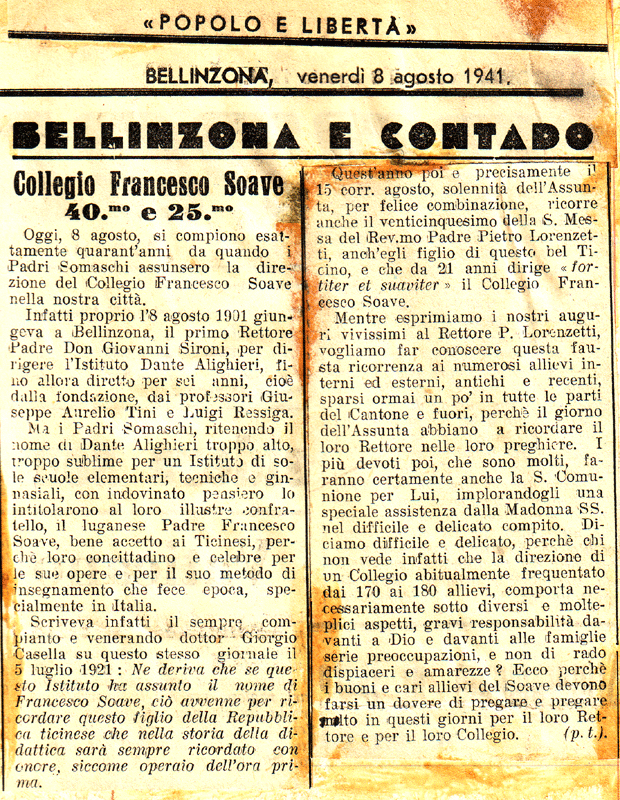 « POPOLO E LIBERTÀ »
BELLINZONA, venerdì 8 agosto 1941.
BELLINZONA E CONTADO
Collegio Francesco Soave
40.mo e 25.mo
Oggi, 8 agosto, si compiono esat-
tamente quarant'anni da quando i
Padri Somaschi assunsero la dire-
zione del Collegio Francesco Soave
nella nostra città.
Infatti proprio l'8 agosto 1901 giun-
geva a Bellinzona, il primo Rettore
Padre Don Giovanni Sironi, per di-
rigere l'Istituto Dante Alighieri, fi-
no allora diretto per sei anni, cioè
dalla fondazione, dai professori Giu-
seppe Aurelio Tini e Luigi Ressiga.
Ma i Padri Somaschi, ritenendo il
nome di Dante Alighieri troppo alto,
troppo sublime per un Istituto di so-
le scuole elementari, tecniche e gin-
nasiali, con indovinato pensiero lo
intitolarono al loro illustre confra-
tello, il luganese Padre Francesco
Soave, bene accetto ai Ticinesi, per-
chè loro concittadino e celebre per
le sue opere e per il suo metodo di
insegnamento che fece epoca, spe-
cialmente in Italia.
Scriveva infatti il sempre com-
pianto e venerando dottor Giorgio
Casella su questo stesso giornale il
5 luglio 1921 : Ne deriva che se que-
sto Istituto ha assunto il nome di
Francesco Soave, ciò avvenne per ri-
cordare questo figlio della Repubbli-
ca ticinese che nella storia della di-
dattica sarà sempre ricordato con
onore, siccome operaio dell'ora pri-
ma.
Quest'anno poi e precisamente il
15 corr. agosto, solennità dell'Assun-
ta, per felice combinazione, ricorre
anche il venticinquesimo della S. Mes-
sa del Rev.mo Padre Pietro Lorenzet-
ti, anch'egli figlio di questo bel Ti-
cino, e che da 21 anni dirige « for-
titer et suaviter » il Collegio Fran-
cesco Soave.
Mentre esprimiamo i nostri augu-
ri vivissimi al Rettore P. Lorenzetti,
vogliamo far conoscere questa fau-
sta ricorrenza ai numerosi allievi in-
terni ed esterni, antichi e recenti,
sparsi ormai un po' in tutte le parti
del Cantone e fuori, perchè il giorno
dell'Assunta abbiano a ricordare il
loro Rettore nelle loro preghiere. I
più devoti poi, che sono molti, fa-
ranno certamente anche la S. Comu-
nione per Lui, implorandogli una
speciale assistenza dalla Madonna SS.
nel difficile e delicato compito. Di-
ciamo difficile e delicato, perchè chi
non vede infatti che la direzione di
un Collegio abitualmente frequentato
dai 170 ai 180 allievi, comporta ne-
cessariamente sotto diversi e molte-
plici aspetti, gravi responsabilità da-
vanti a Dio e davanti alle famiglie
serie preoccupazioni, e non di rado
dispiaceri e amarezze ? Ecco perchè
i buoni e cari allievi del Soave devono
farsi un dovere di pregare e pregare
molto in questi giorni per il loro Ret-
tore e per il loro Collegio. (p. t.).